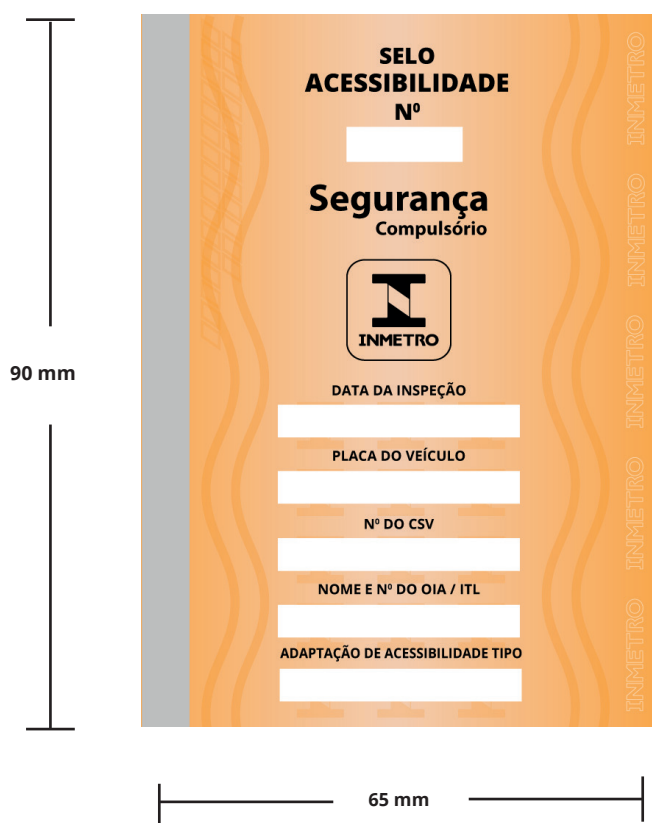 SELO
ACESSIBILIDADE
Nº
Segurança
Compulsório
INMETRO
DATA DA INSPEÇÃO
PLACA DO VEÍCULO
Nº DO CSV
NOME E Nº DO OIA / ITL
ADAPTAÇÃO DE ACESSIBILIDADE TIPO
INMETRO
INMETRO
INMETRO
INMETRO
INMETRO
90 mm
65 mm